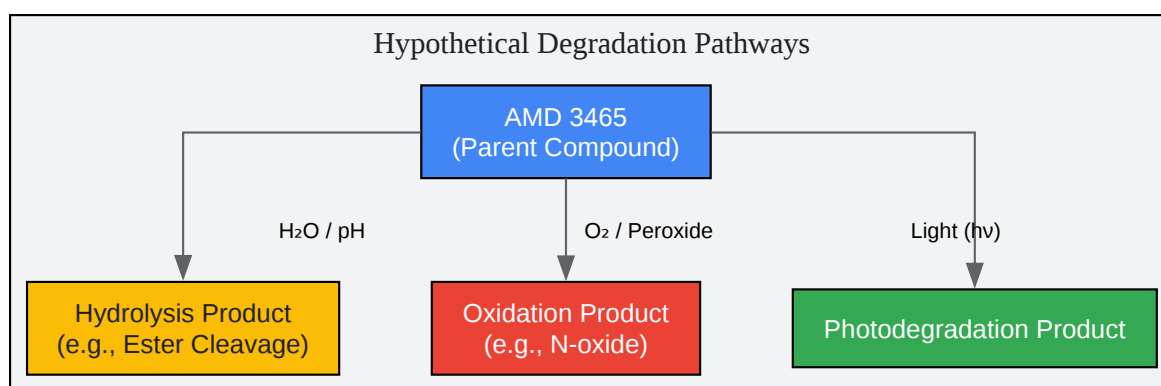 Hypothetical Degradation Pathways
AMD 3465
(Parent Compound)
H₂O / pH
O₂ / Peroxide
Light (hν)
Hydrolysis Product
(e.g., Ester Cleavage)
Oxidation Product
(e.g., N-oxide)
Photodegradation Product